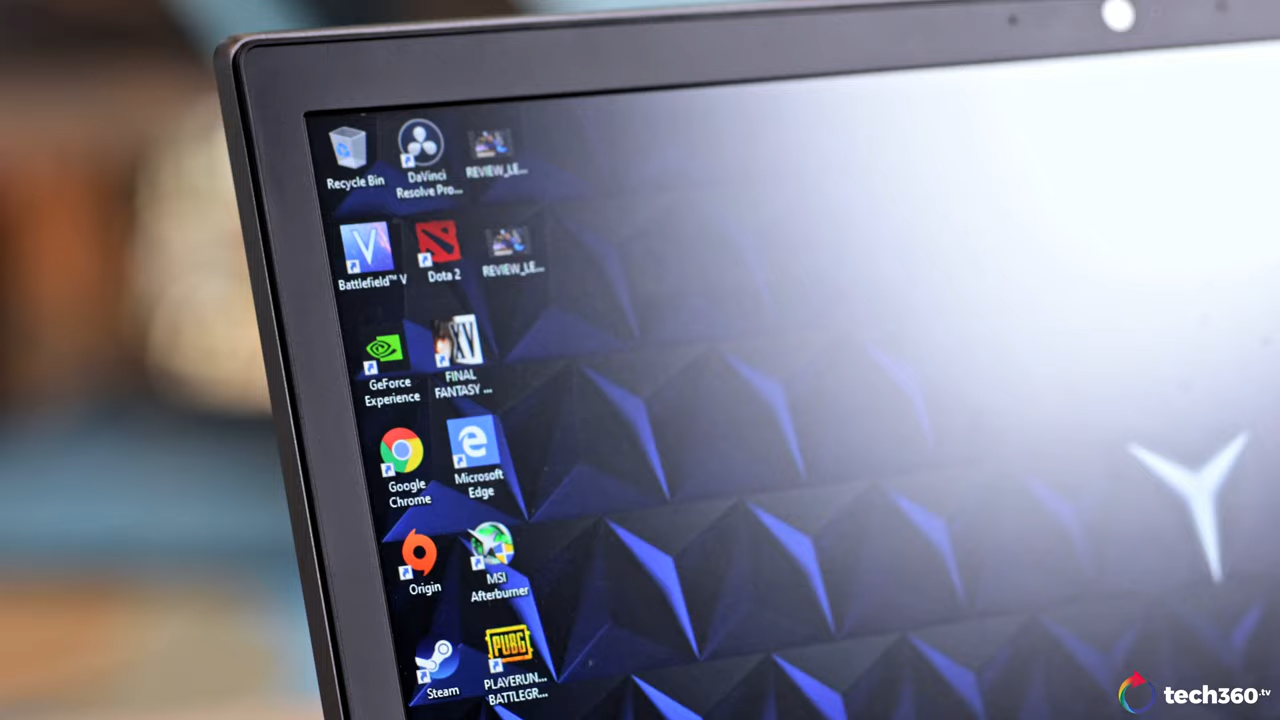 Recycle Bin
DaVinci
Resolve Pro...
REVIEW_LE...
Battlefield™ V
Dota 2
REVIEW_LE...
GeForce
Experience
XV
FINAL
FANTASY ...
Google
Chrome
Microsoft
Edge
Origin
MSI
Afterburner
Steam
PUBG
PLAYERUN...
BATTLEGR...
tech360.tv